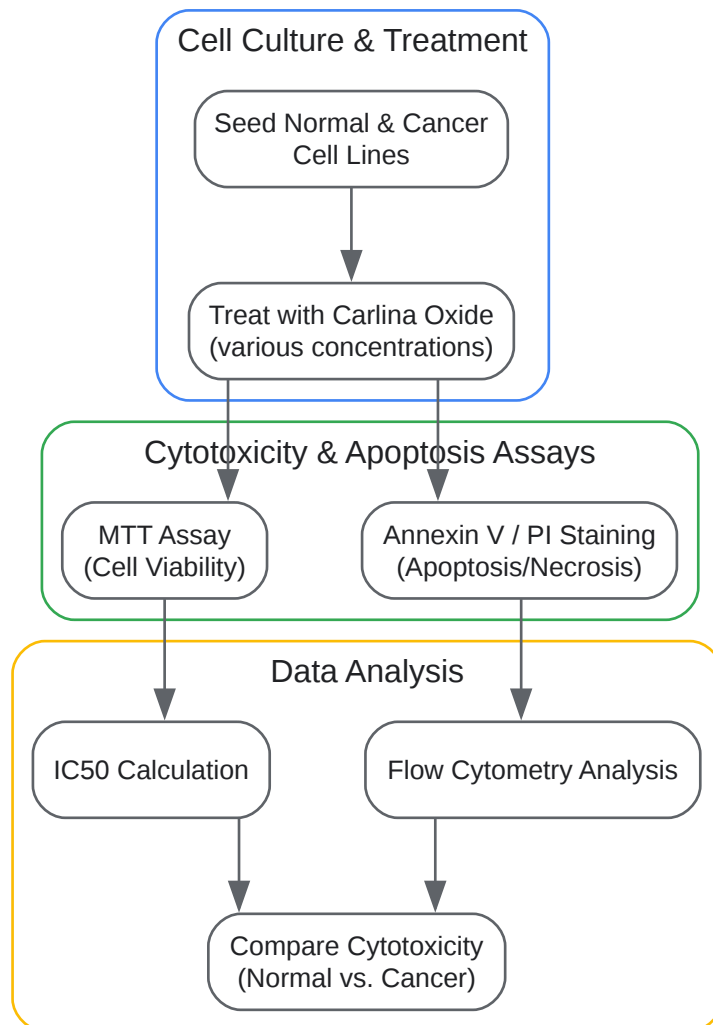 Cell Culture & Treatment
Seed Normal & Cancer
Cell Lines
Treat with Carlina Oxide
(various concentrations)
Cytotoxicity & Apoptosis Assays
MTT Assay
(Cell Viability)
Annexin V / PI Staining
(Apoptosis/Necrosis)
Data Analysis
IC50 Calculation
Flow Cytometry Analysis
Compare Cytotoxicity
(Normal vs. Cancer)